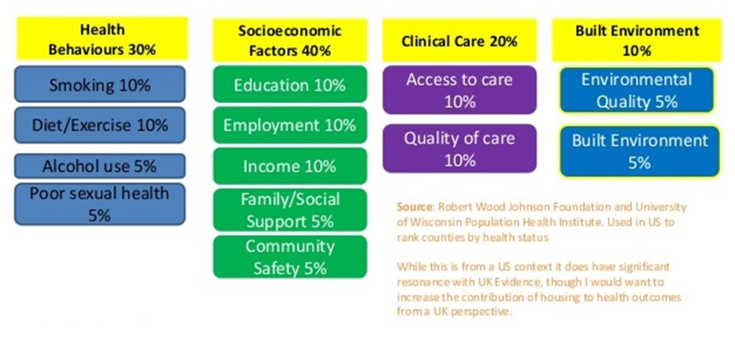 Health
Behaviours 30%
Smoking 10%
Diet/Exercise 10%
Alcohol use 5%
Poor sexual health
5%
Socioeconomic
Factors 40%
Education 10%
Employment 10%
Income 10%
Family/Social
Support 5%
Community
Safety 5%
Clinical Care 20%
Access to care
10%
Quality of care
10%
Built Environment
10%
Environmental
Quality 5%
Built Environment
5%
Source: Robert Wood Johnson Foundation and University
of Wisconsin Population Health Institute. Used in US to
rank counties by health status
While this is from a US context it does have significant
resonance with UK Evidence, though I would want to
increase the contribution of housing to health outcomes
from a UK perspective.